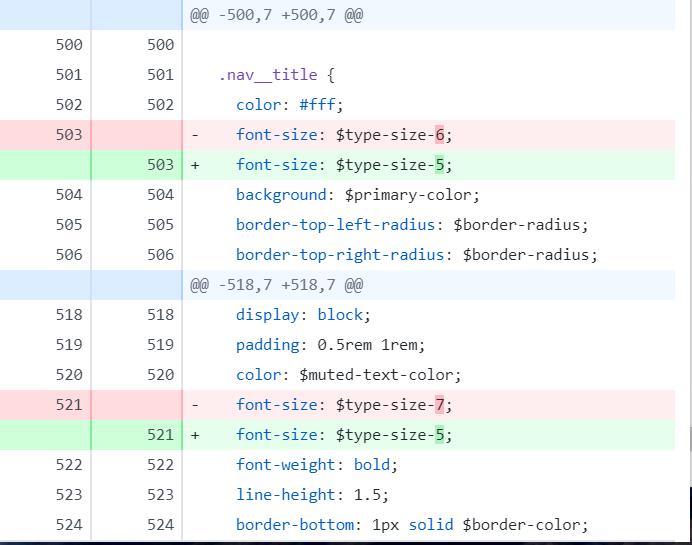 @@ -500,7 +500,7 @@
500 500
501 501 .nav__title {
502 502 color: #fff;
503 - font-size: $type-size-6;
503 + font-size: $type-size-5;
504 504 background: $primary-color;
505 505 border-top-left-radius: $border-radius;
506 506 border-top-right-radius: $border-radius;
@@ -518,7 +518,7 @@
518 518 display: block;
519 519 padding: 0.5rem 1rem;
520 520 color: $muted-text-color;
521 - font-size: $type-size-7;
521 + font-size: $type-size-5;
522 522 font-weight: bold;
523 523 line-height: 1.5;
524 524 border-bottom: 1px solid $border-color;